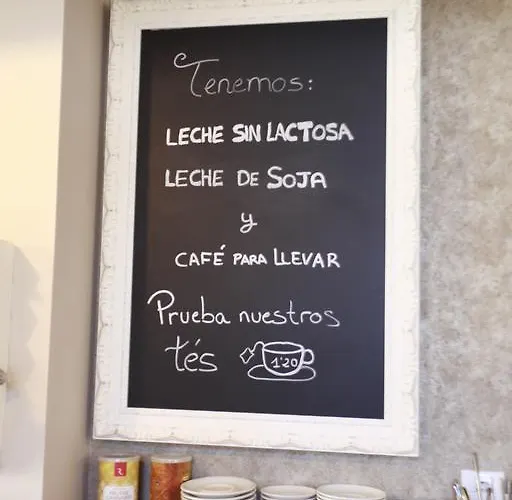 Tenemos:
LECHE SIN LACTOSA
LECHE DE SOJA
y
CAFÉ PARA LLEVAR
Prueba nuestros
tés 1'20